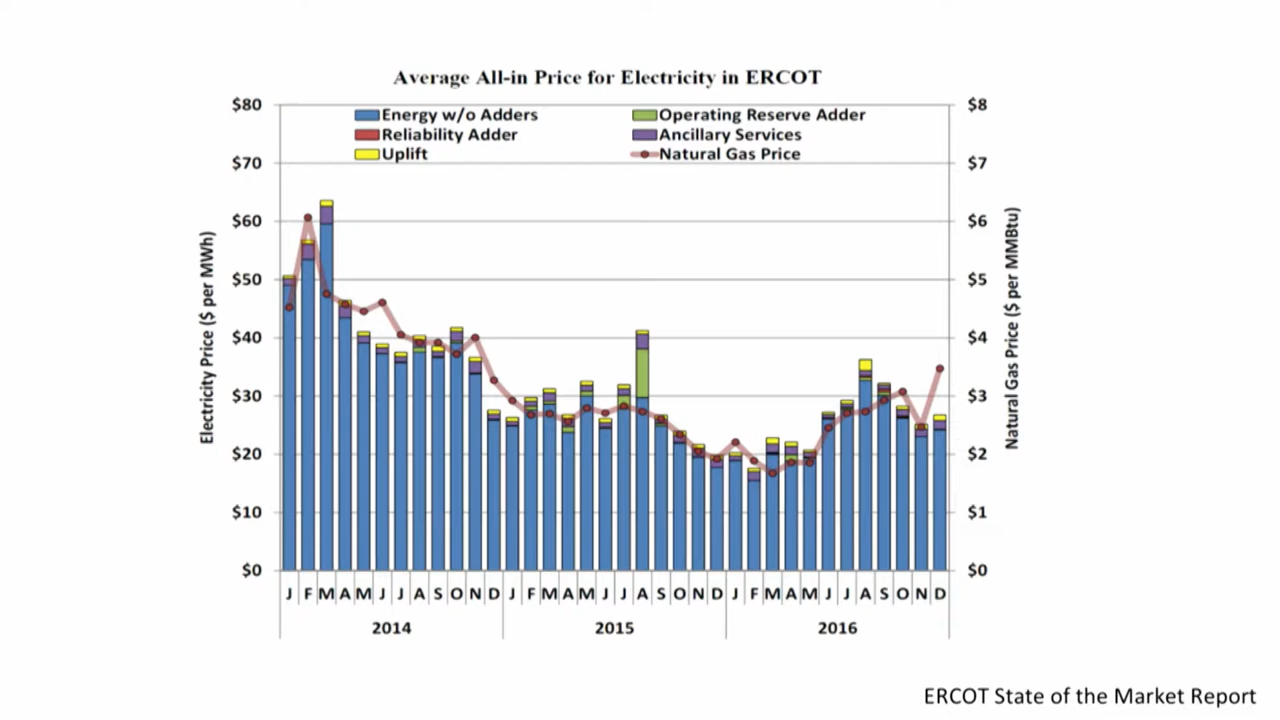 Average All-in Price for Electricity in ERCOT
$80 $8
Energy w/o Adders Operating Reserve Adder
Reliability Adder Ancillary Services
Uplift Natural Gas Price
$70 $7
$60 $6
$50 $5
$40 $4
$30 $3
$20 $2
$10 $1
$0 $0
Electricity Price ($ per MWh)
Natural Gas Price ($ per MMBtu)
J F M A M J J A S O N D J F M A M J J A S O N D J F M A M J J A S O N D
2014 2015 2016
ERCOT State of the Market Report